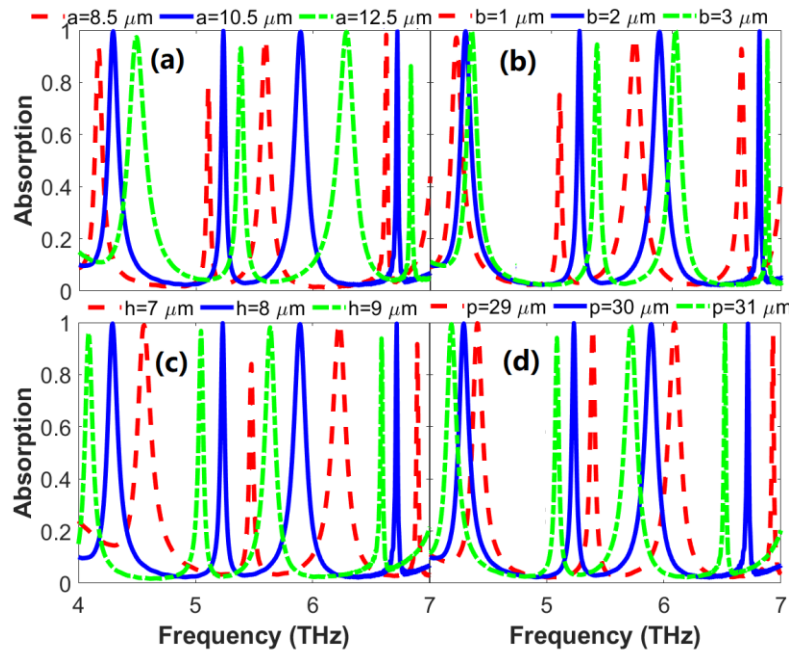 a=8.5 μm a=10.5 μm a=12.5 μm b=1 μm b=2 μm b=3 μm
1
0.8
0.6
0.4
0.2
0
Absorption
(a)
(b)
5 6 7
h=7 μm h=8 μm h=9 μm p=29 μm p=30 μm p=31 μm
1
0.8
0.6
0.4
0.2
0
Absorption
(c)
(d)
4 5 6 7 5 6 7
Frequency (THz) Frequency (THz)